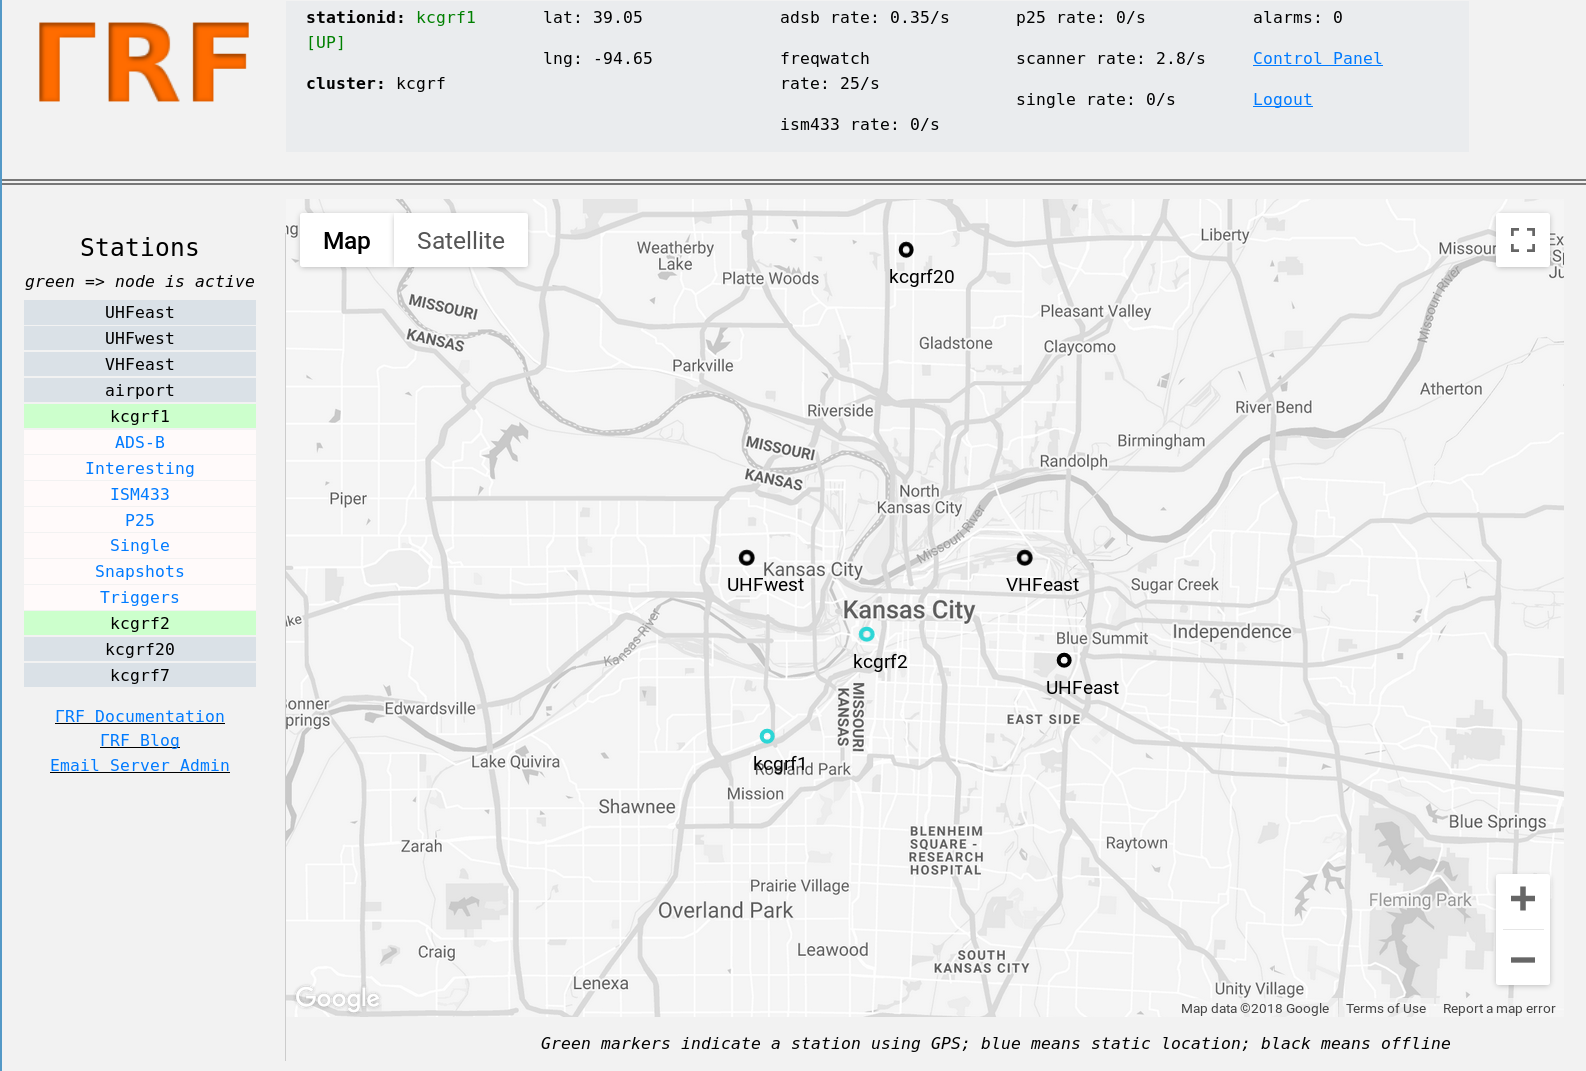 ΓRF
stationid: kcgrf1
[UP]
cluster: kcgrf
lat: 39.05
lng: -94.65
adsb rate: 0.35/s
freqwatch
rate: 25/s
ism433 rate: 0/s
p25 rate: 0/s
scanner rate: 2.8/s
single rate: 0/s
alarms: 0
Control Panel
Logout
Stations
green => node is active
UHFeast
UHFwest
VHFeast
airport
kcgrf1
ADS-B
Interesting
ISM433
P25
Single
Snapshots
Triggers
kcgrf2
kcgrf20
kcgrf7
ΓRF Documentation
ΓRF Blog
Email Server Admin
Map
Satellite
Weatherby
Lake
Platte Woods
kcgrf20
Liberty
MISSOURI
KANSAS
Pleasant Valley
Gladstone
Claycomo
Missouri River
Parkville
Riverside
Atherton
River Bend
Birmingham
Randolph
MISSOURI
KANSAS
Piper
North
Kansas City
Missouri River
Kansas City
UHFwest
VHFeast
Sugar Creek
Kansas City
Blue Summit
Independence
Kansas River
kcgrf2
UHFeast
MISSOURI
KANSAS
EAST SIDE
Edwardsville
Lake Quivira
kcgrf1
Roeland Park
Mission
Shawnee
Zarah
BLENHEIM
SQUARE -
RESEARCH
HOSPITAL
Raytown
Blue Springs
Prairie Village
Overland Park
Fleming Park
Craig
Leawood
SOUTH
KANSAS CITY
Lenexa
Unity Village
Google
Map data ©2018 Google
Terms of Use
Report a map error
Green markers indicate a station using GPS; blue means static location; black means offline